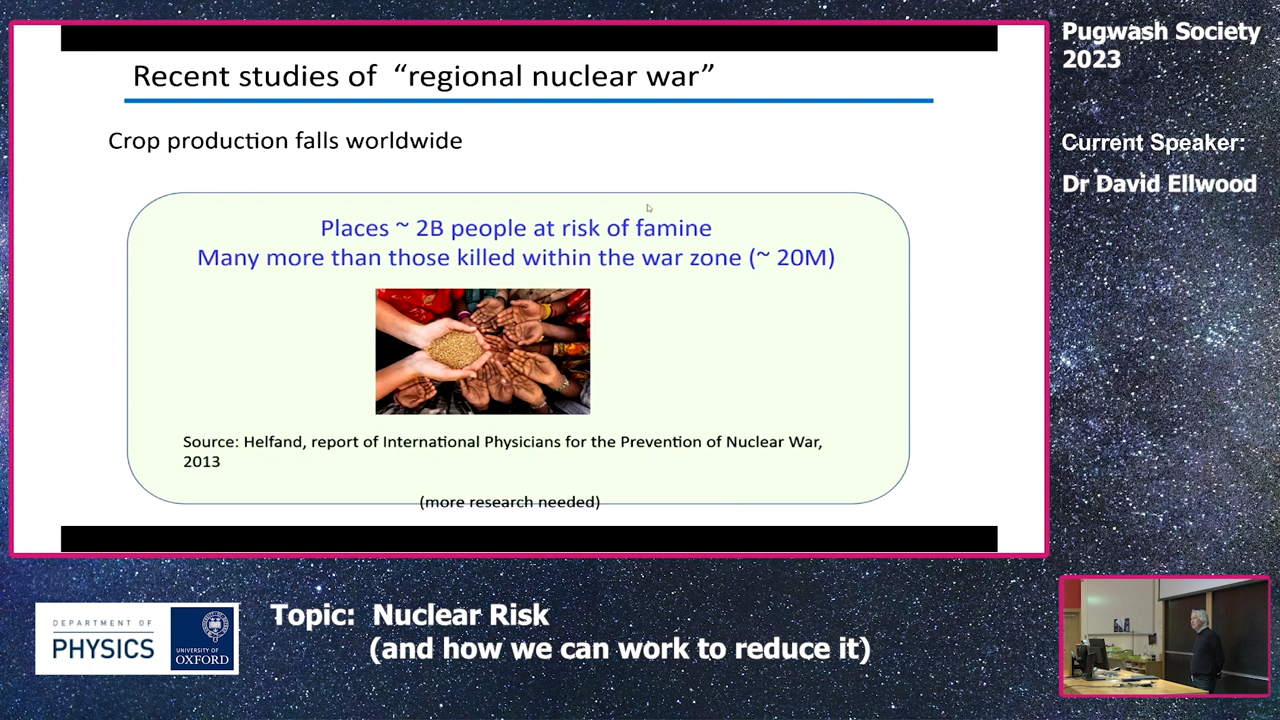 Recent studies of “regional nuclear war”
Crop production falls worldwide
Places ~ 2B people at risk of famine
Many more than those killed within the war zone (~ 20M)
Source: Helfand, report of International Physicians for the Prevention of Nuclear War,
2013
(more research needed)
Pugwash Society
2023
Current Speaker:
Dr David Ellwood
DEPARTMENT OF
PHYSICS
UNIVERSITY OF
OXFORD
Topic: Nuclear Risk
(and how we can work to reduce it)